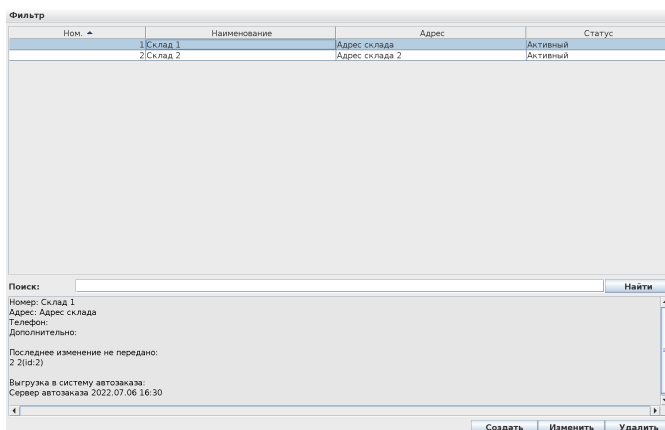 Фильтр
Ном. Наименование Адрес Статус
1 Склад 1 Адрес склада Активный
2 Склад 2 Адрес склада 2 Активный
Поиск: Найти
Номер: Склад 1
Адрес: Адрес склада
Телефон:
Дополнительно:
Последнее изменение не передано:
2 2(id:2)
Выгрузка в систему автозаказа:
Сервер автозаказа 2022.07.06 16:30
Создать Изменить Удалить